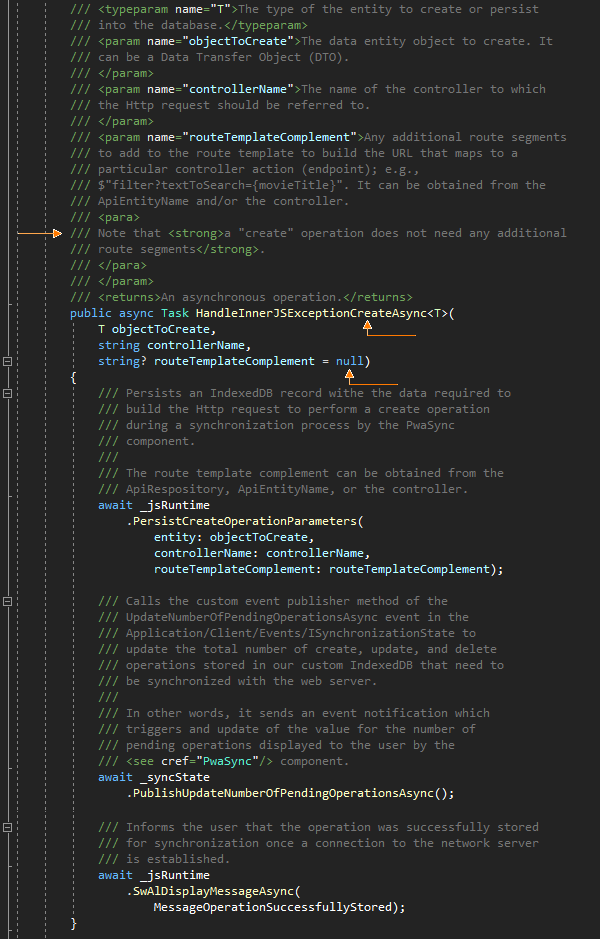 /// <typeparam name="T">The type of the entity to create or persist
/// into the database.</typeparam>
/// <param name="objectToCreate">The data entity object to create. It
/// can be a Data Transfer Object (DTO).
/// </param>
/// <param name="controllerName">The name of the controller to which
/// the Http request should be referred to.
/// </param>
/// <param name="routeTemplateComplement">Any additional route segments
/// to add to the route template to build the URL that maps to a
/// particular controller action (endpoint); e.g.,
/// $"filter?textToSearch={movieTitle}". It can be obtained from the
/// ApiEntityName and/or the controller.
/// <para>
/// Note that <strong>a "create" operation does not need any additional
/// route segments</strong>.
/// </para>
/// </param>
/// <returns>An asynchronous operation.</returns>
public async Task HandleInnerJSExceptionCreateAsync<T>(
    T objectToCreate,
    string controllerName,
    string? routeTemplateComplement = null)
{
    /// Persists an IndexedDB record withe the data required to
    /// build the Http request to perform a create operation
    /// during a synchronization process by the PwaSync
    /// component.
    ///
    /// The route template complement can be obtained from the
    /// ApiRespository, ApiEntityName, or the controller.
    await _jsRuntime
        .PersistCreateOperationParameters(
            entity: objectToCreate,
            controllerName: controllerName,
            routeTemplateComplement: routeTemplateComplement);

    /// Calls the custom event publisher method of the
    /// UpdateNumberOfPendingOperationsAsync event in the
    /// Application/Client/Events/ISynchronizationState to
    /// update the total number of create, update, and delete
    /// operations stored in our custom IndexedDB that need to
    /// be synchronized with the web server.
    ///
    /// In other words, it sends an event notification which
    /// triggers and update of the value for the number of
    /// pending operations displayed to the user by the
    /// <see cref="PwaSync"/> component.
    await _syncState
        .PublishUpdateNumberOfPendingOperationsAsync();

    /// Informs the user that the operation was successfully stored
    /// for synchronization once a connection to the network server
    /// is established.
    await _jsRuntime
        .SwAlDisplayMessageAsync(
            MessageOperationSuccessfullyStored);
}